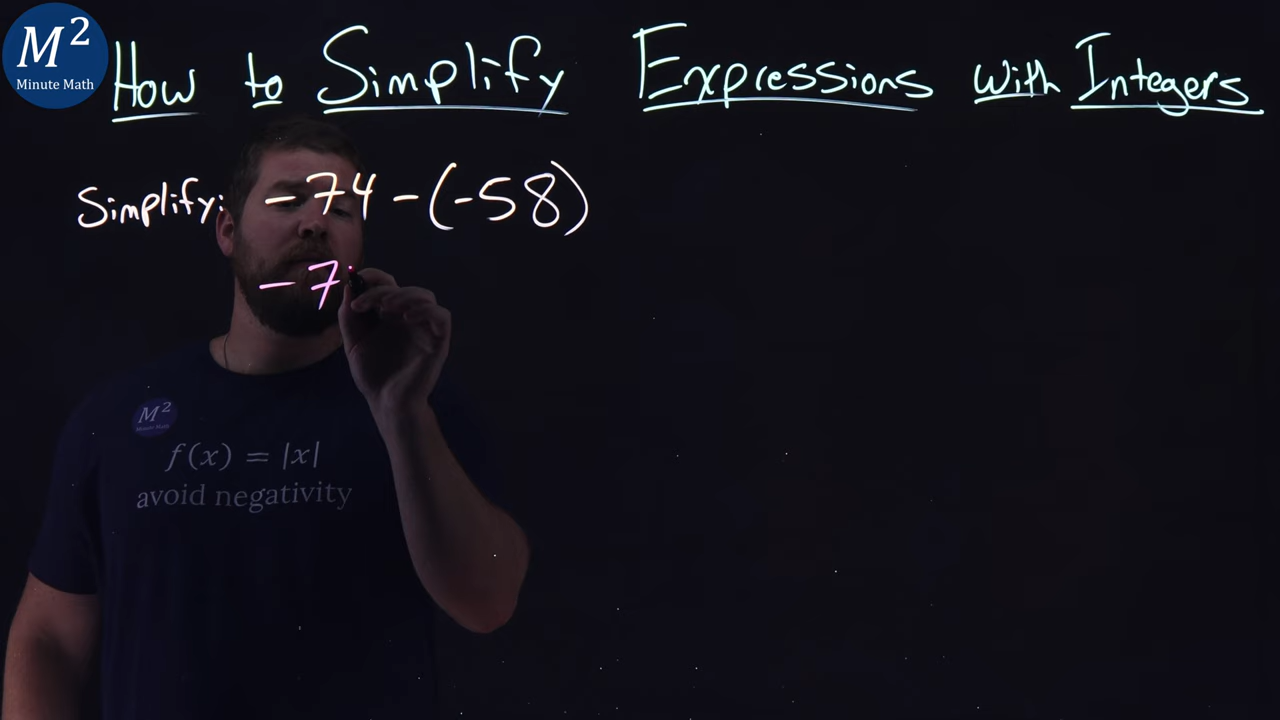 M²
Minute Math
How to Simplify Expressions with Integers
Simplify: -74 - (-58)
-7
M²
Minute Math
f(x) = |x|
avoid negativity